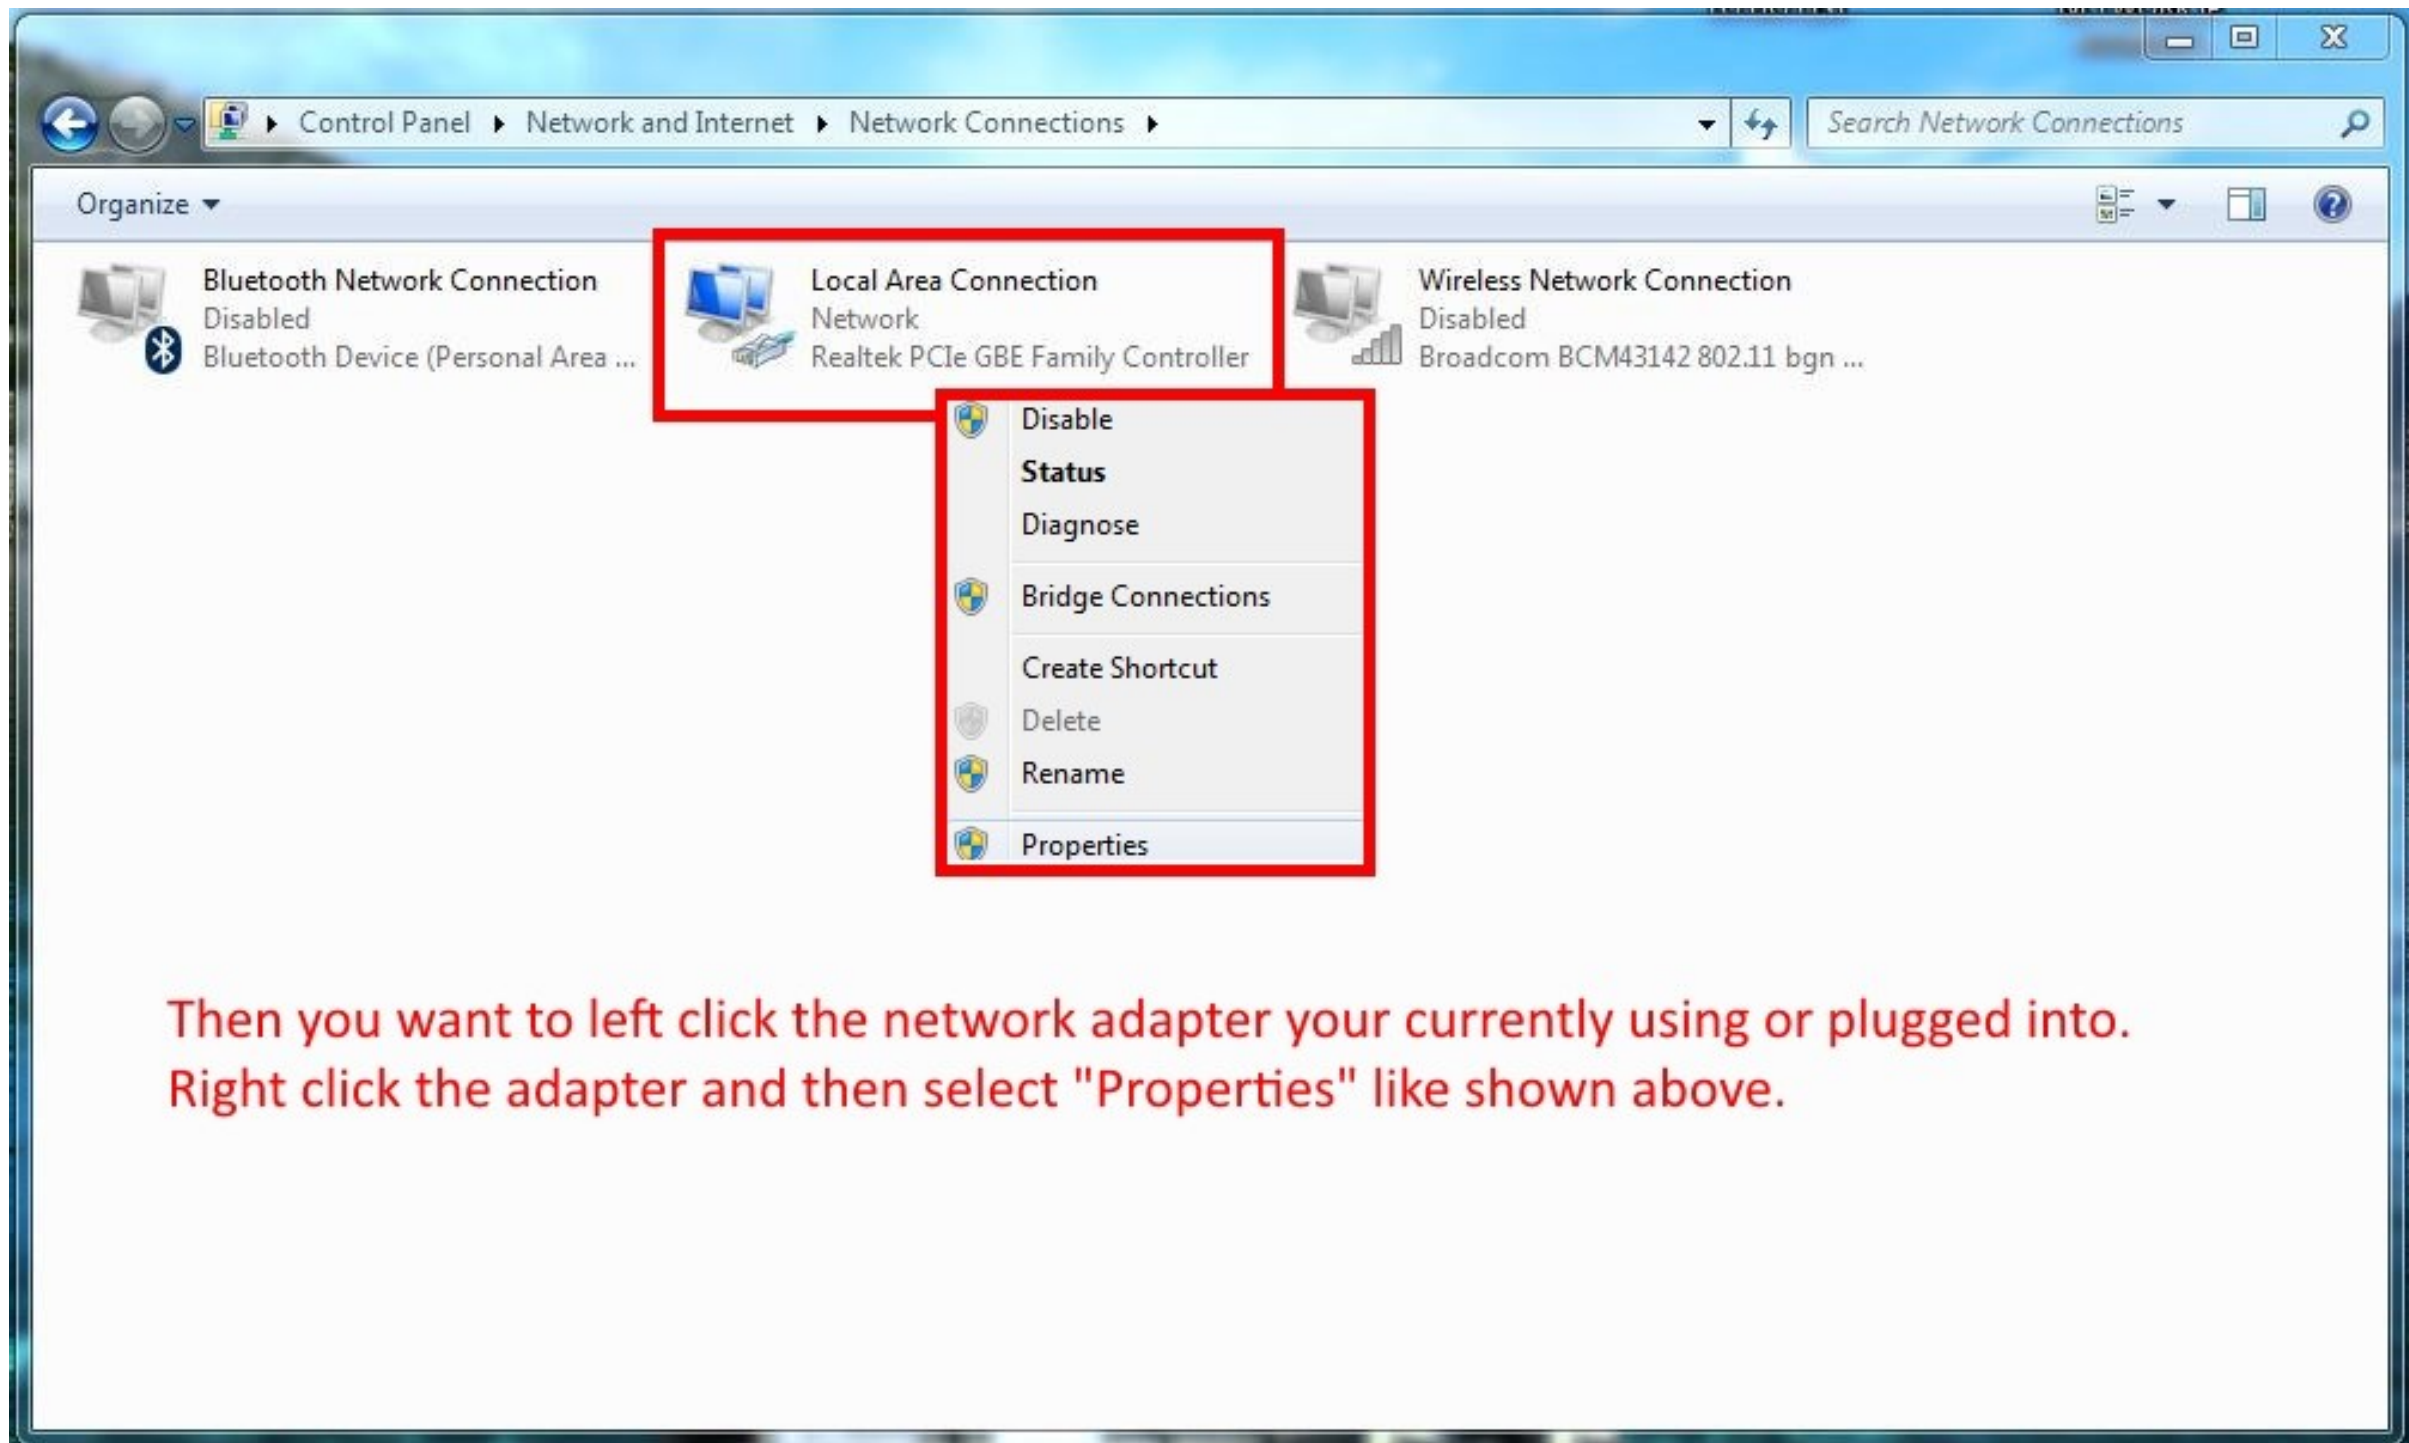 Control Panel Network and Internet Network Connections
Search Network Connections
Organize
Bluetooth Network Connection
Disabled
Bluetooth Device (Personal Area ...
Local Area Connection
Network
Realtek PCIe GBE Family Controller
Wireless Network Connection
Disabled
Broadcom BCM43142 802.11 bgn ...
Disable
Status
Diagnose
Bridge Connections
Create Shortcut
Delete
Rename
Properties
Then you want to left click the network adapter your currently using or plugged into.
Right click the adapter and then select "Properties" like shown above.